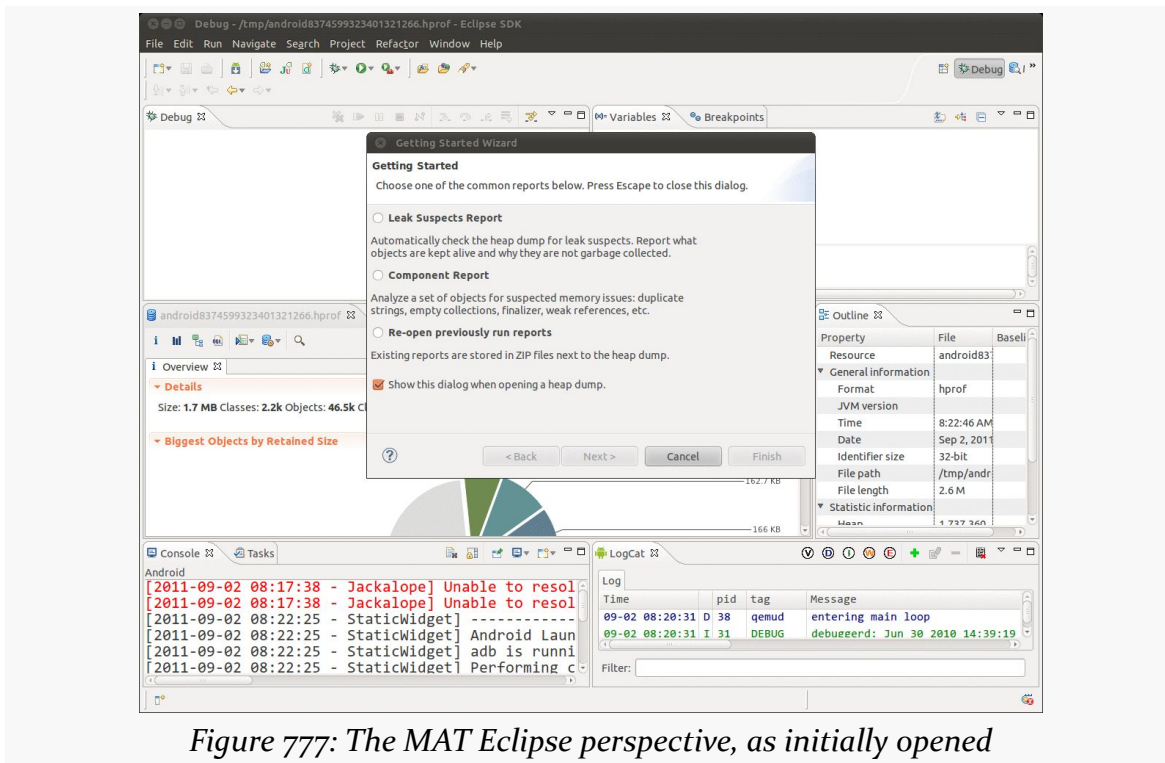 Debug - /tmp/android8374599323401321266.hprof - Eclipse SDK
File Edit Run Navigate Search Project Refactor Window Help
Debug
Debug
Variables
Breakpoints
Getting Started Wizard
Getting Started
Choose one of the common reports below. Press Escape to close this dialog.
Leak Suspects Report
Automatically check the heap dump for leak suspects. Report what
objects are kept alive and why they are not garbage collected.
Component Report
Analyze a set of objects for suspected memory issues: duplicate
strings, empty collections, finalizer, weak references, etc.
Re-open previously run reports
Existing reports are stored in ZIP files next to the heap dump.
Show this dialog when opening a heap dump.
< Back Next > Cancel Finish
android8374599323401321266.hprof
i Overview
Details
Size: 1.7 MB Classes: 2.2k Objects: 46.5k Cl
Biggest Objects by Retained Size
162.7 KB
166 KB
Outline
Property File Baseli
Resource android83
General information
Format hprof
JVM version
Time 8:22:46 AM
Date Sep 2, 2011
Identifier size 32-bit
File path /tmp/andr
File length 2.6 M
Statistic information
Heap 1,737,360
Console Tasks
Android
[2011-09-02 08:17:38 - Jackalope] Unable to resol
[2011-09-02 08:17:38 - Jackalope] Unable to resol
[2011-09-02 08:22:25 - StaticWidget] ------------
[2011-09-02 08:22:25 - StaticWidget] Android Laun
[2011-09-02 08:22:25 - StaticWidget] adb is runni
[2011-09-02 08:22:25 - StaticWidget] Performing c
LogCat
V D I W E
Log
Time pid tag Message
09-02 08:20:31 D 38 qemud entering main loop
09-02 08:20:31 I 31 DEBUG debuggerd: Jun 30 2010 14:39:19
Filter:
Figure 777: The MAT Eclipse perspective, as initially opened